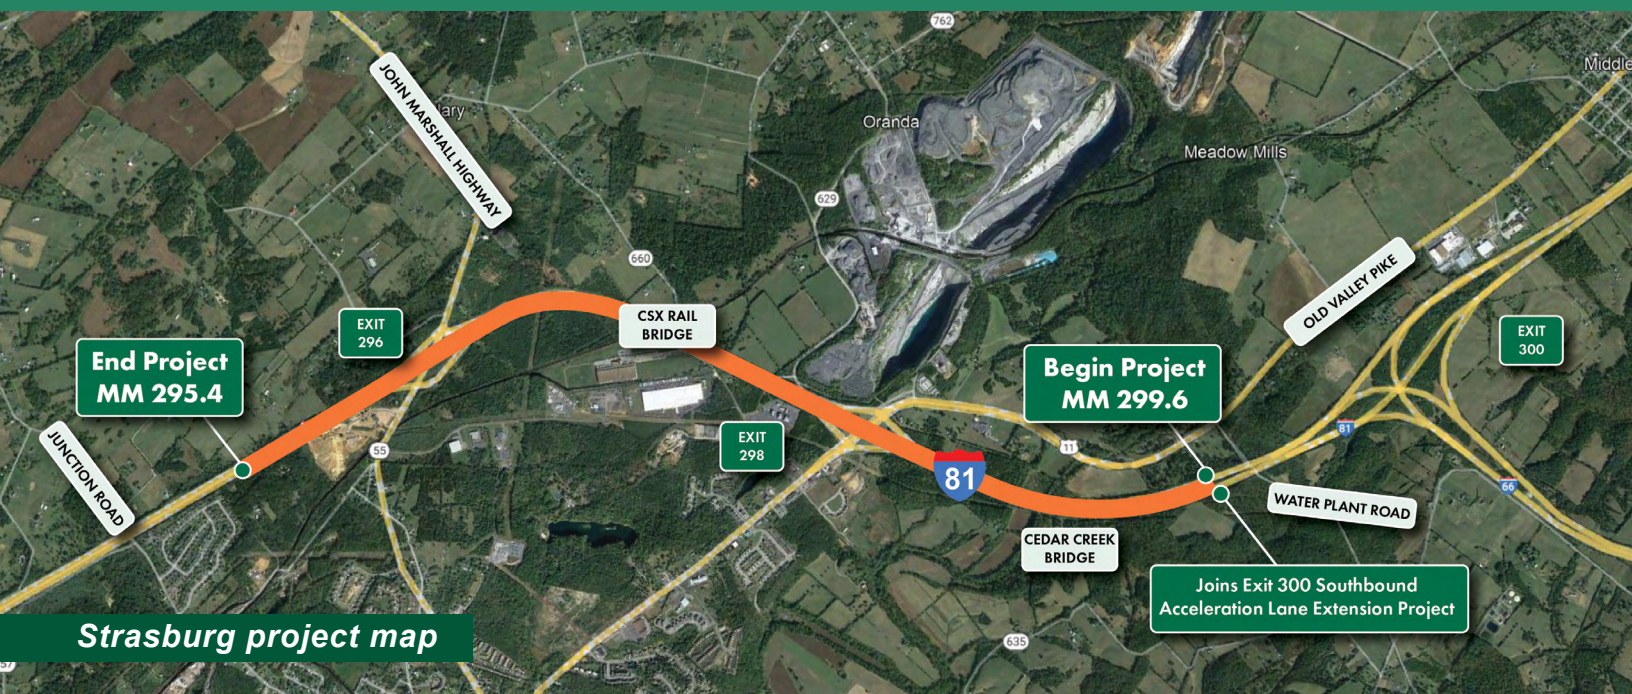 762
Middle
JOHN MARSHALL HIGHWAY
lary
Oranda
Meadow Mills
629
660
OLD VALLEY PIKE
CSX RAIL
BRIDGE
EXIT
296
EXIT
300
End Project
MM 295.4
Begin Project
MM 299.6
EXIT
298
81
11
55
JUNCTION ROAD
81
66
WATER PLANT ROAD
CEDAR CREEK
BRIDGE
Joins Exit 300 Southbound
Acceleration Lane Extension Project
Strasburg project map
635
57